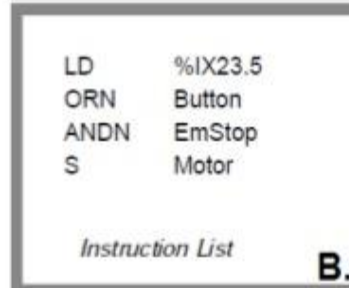 LD %IX23.5
ORN Button
ANDN EmStop
S Motor
Instruction List
B.